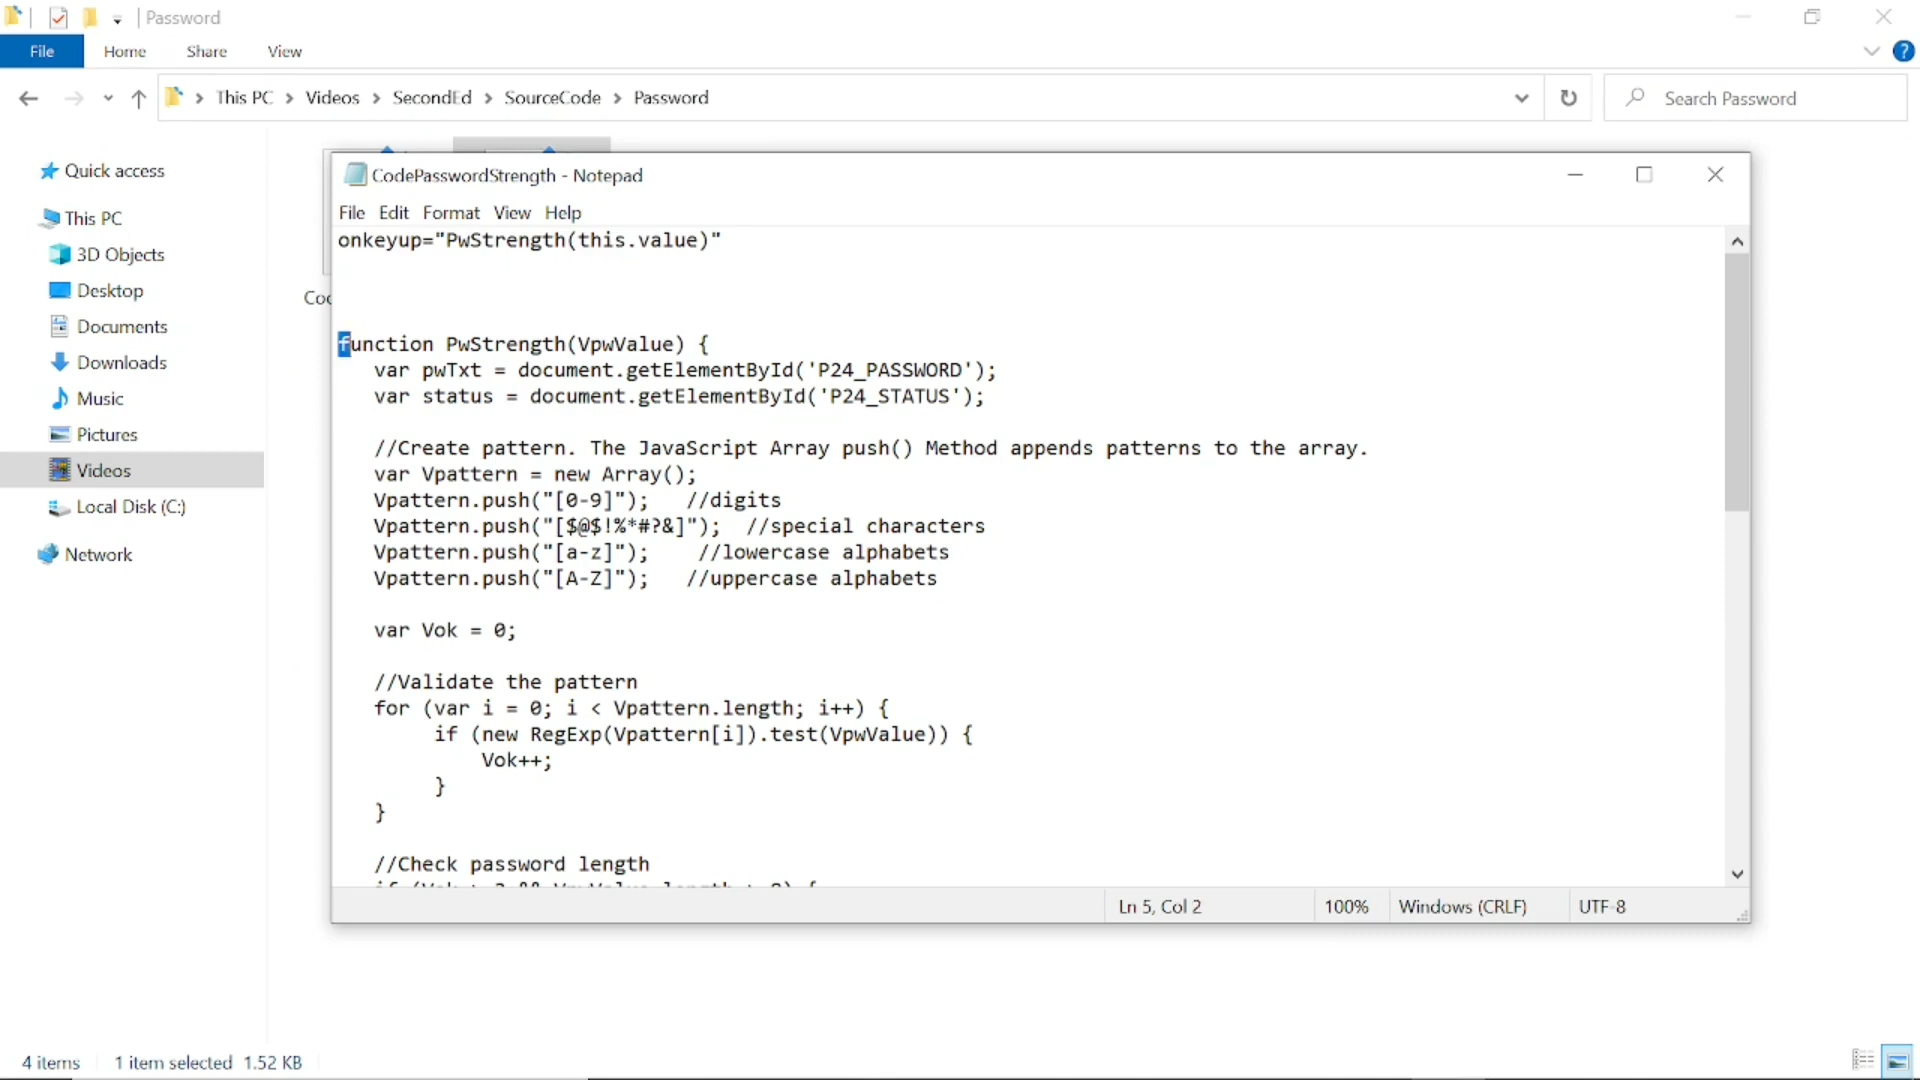 Password
File Home Share View
This PC Videos SecondEd SourceCode Password
Search Password
Quick access
This PC
3D Objects
Desktop
Documents
Downloads
Music
Pictures
Videos
Local Disk (C:)
Network
CodePasswordStrength - Notepad
File Edit Format View Help
onkeyup="PwStrength(this.value)"
function PwStrength(VpwValue) {
var pwTxt = document.getElementById('P24_PASSWORD');
var status = document.getElementById('P24_STATUS');
//Create pattern. The JavaScript Array push() Method appends patterns to the array.
var Vpattern = new Array();
Vpattern.push("[0-9]"); //digits
Vpattern.push("[$@$!%*#?&]"); //special characters
Vpattern.push("[a-z]"); //lowercase alphabets
Vpattern.push("[A-Z]"); //uppercase alphabets
var Vok = 0;
//Validate the pattern
for (var i = 0; i < Vpattern.length; i++) {
if (new RegExp(Vpattern[i]).test(VpwValue)) {
Vok++;
}
}
//Check password length
Ln 5, Col 2 100% Windows (CRLF) UTF-8
4 items 1 item selected 1.52 KB